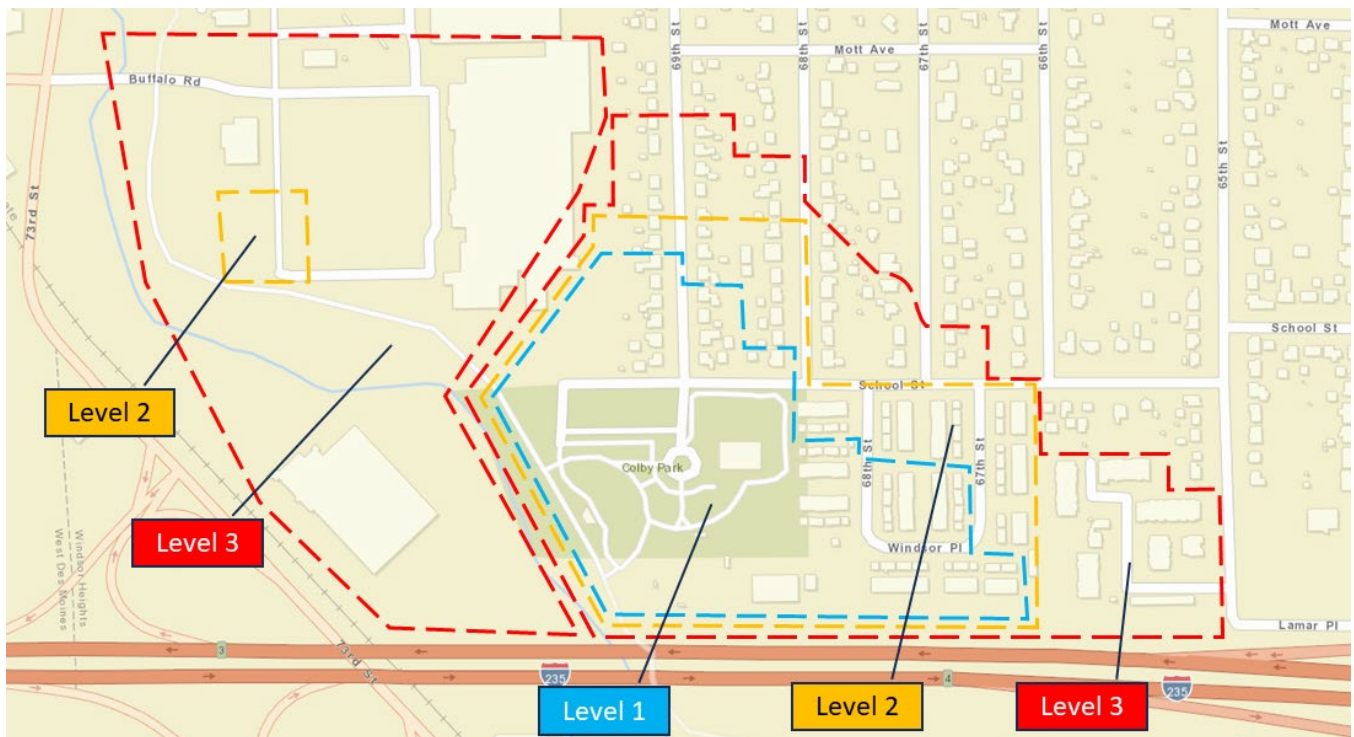 Mott Ave
Mott Ave
69th St
68th St
67th St
66th St
Buffalo Rd
65th St
73rd St
School St
School St
Level 2
Colby Park
68th St
67th St
Level 3
Windsor Pl
Windsor Heights
West Des Moines
Lamar Pl
3
73rd St
235
4
235
Level 1
Level 2
Level 3